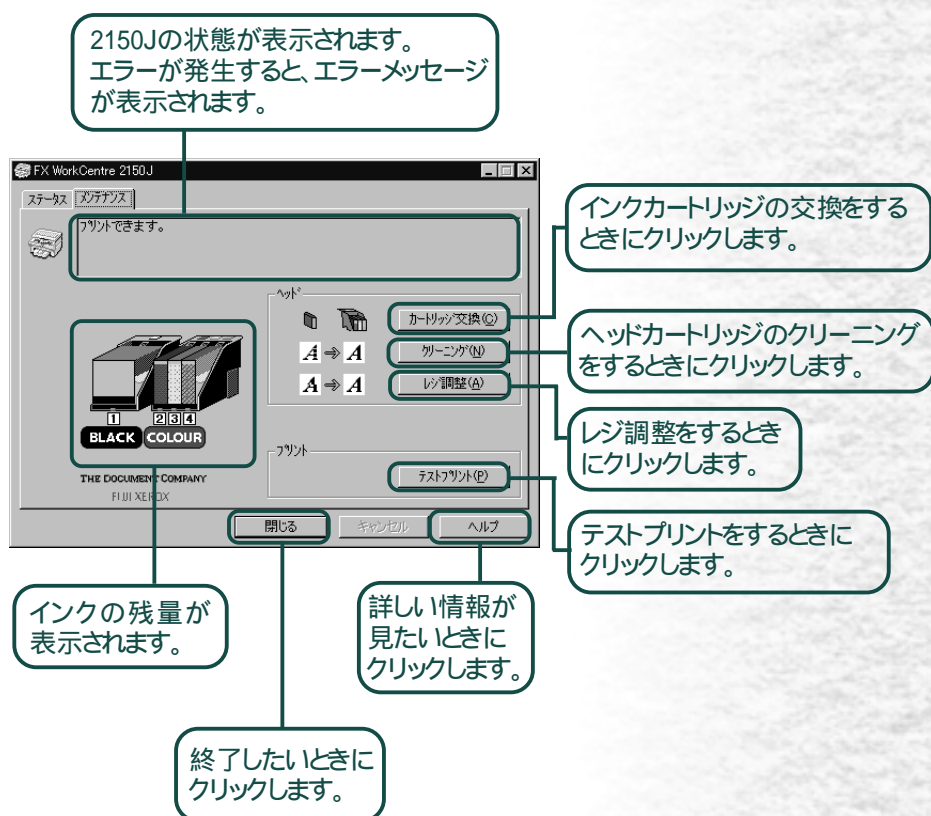 2150Jの状態が表示されます。
エラーが発生すると、エラーメッセージ
が表示されます。
FX WorkCentre 2150J
ステータス
メンテナンス
プリントできます。
インクカートリッジの交換をする
ときにクリックします。
ヘッド
カートリッジ交換(C)
ヘッドカートリッジのクリーニング
をするときにクリックします。
A ⇒ A
クリーニング(N)
A ⇒ A
レジ調整(A)
レジ調整をするとき
にクリックします。
1 2 3 4
BLACK COLOUR
THE DOCUMENT COMPANY
FUJI XEROX
プリント
テストプリント(P)
テストプリントをするときに
クリックします。
閉じる
キャンセル
ヘルプ
インクの残量が
表示されます。
詳しい情報が
見たいときに
クリックします。
終了したいときに
クリックします。